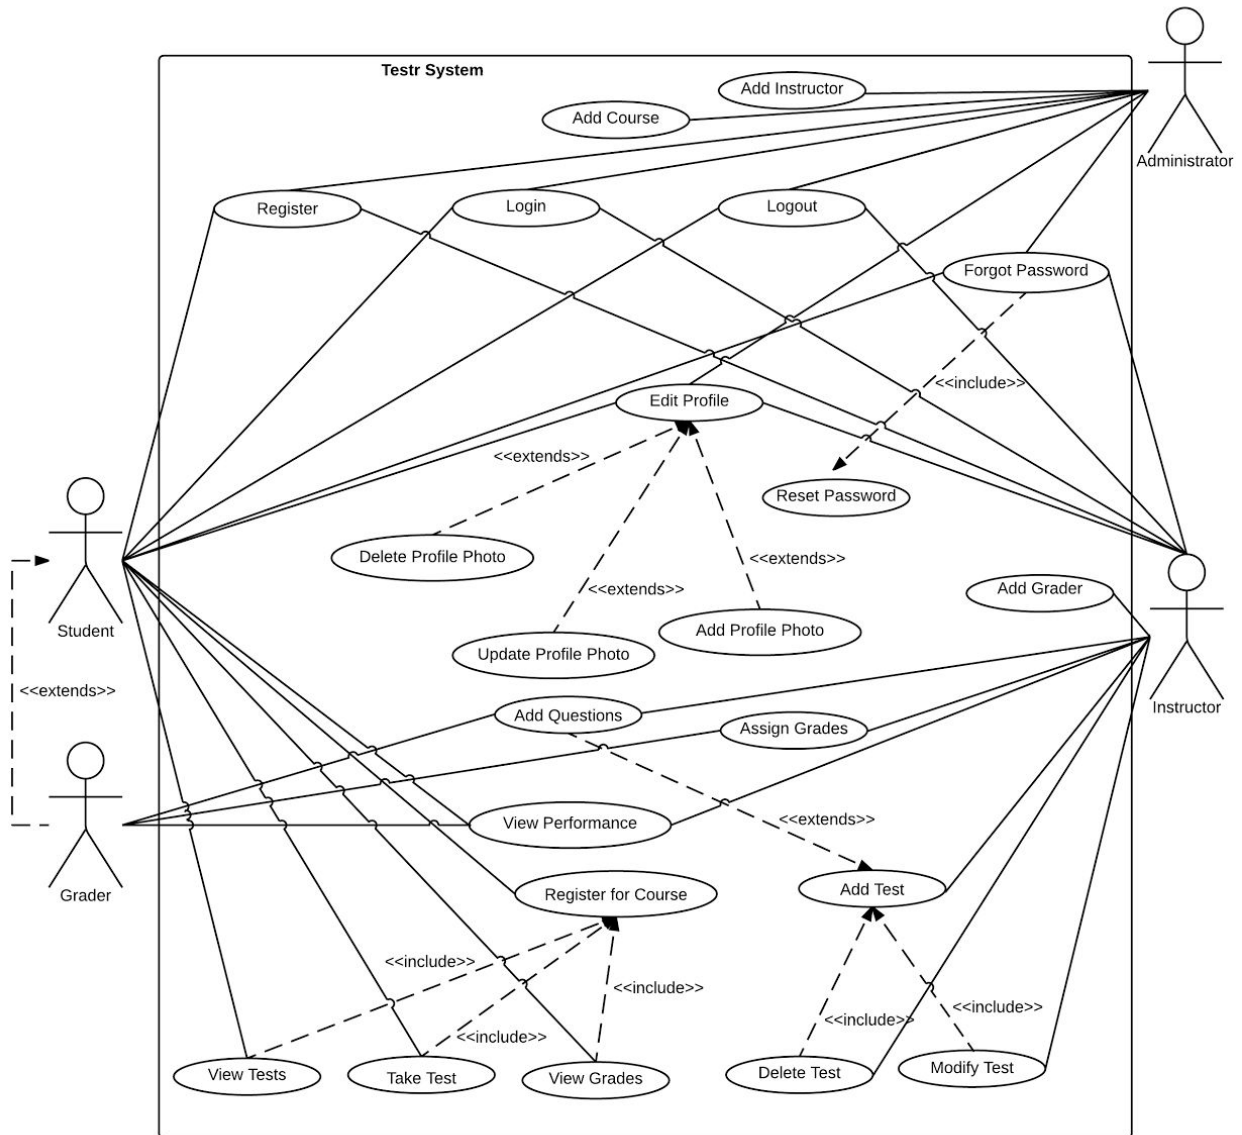 Testr System
Add Instructor
Add Course
Administrator
Register
Login
Logout
Forgot Password
<<include>>
Edit Profile
<<extends>>
Reset Password
Delete Profile Photo
<<extends>>
<<extends>>
Add Grader
Student
Add Profile Photo
Update Profile Photo
<<extends>>
Instructor
Add Questions
Assign Grades
<<extends>>
View Performance
Grader
Add Test
Register for Course
<<include>>
<<include>>
<<include>>
<<include>>
<<include>>
View Tests
Take Test
View Grades
Delete Test
Modify Test